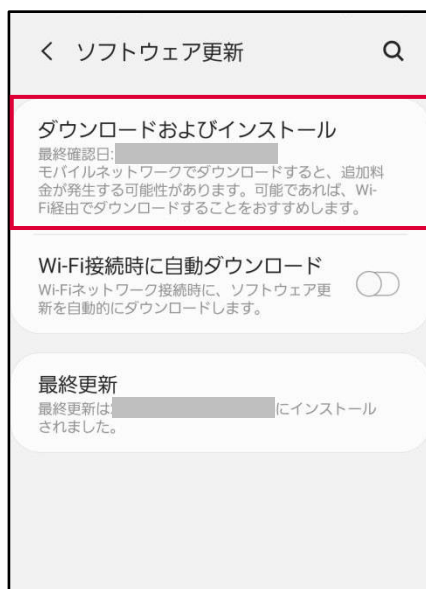 ソフトウェア更新
ダウンロードおよびインストール
最終確認日:
モバイルネットワークでダウンロードすると、追加料
金が発生する可能性があります。可能であれば、Wi-
Fi経由でダウンロードすることをおすすめします。
Wi-Fi接続時に自動ダウンロード
Wi-Fiネットワーク接続時に、ソフトウェア更
新を自動的にダウンロードします。
最終更新
最終更新は にインストール
されました。